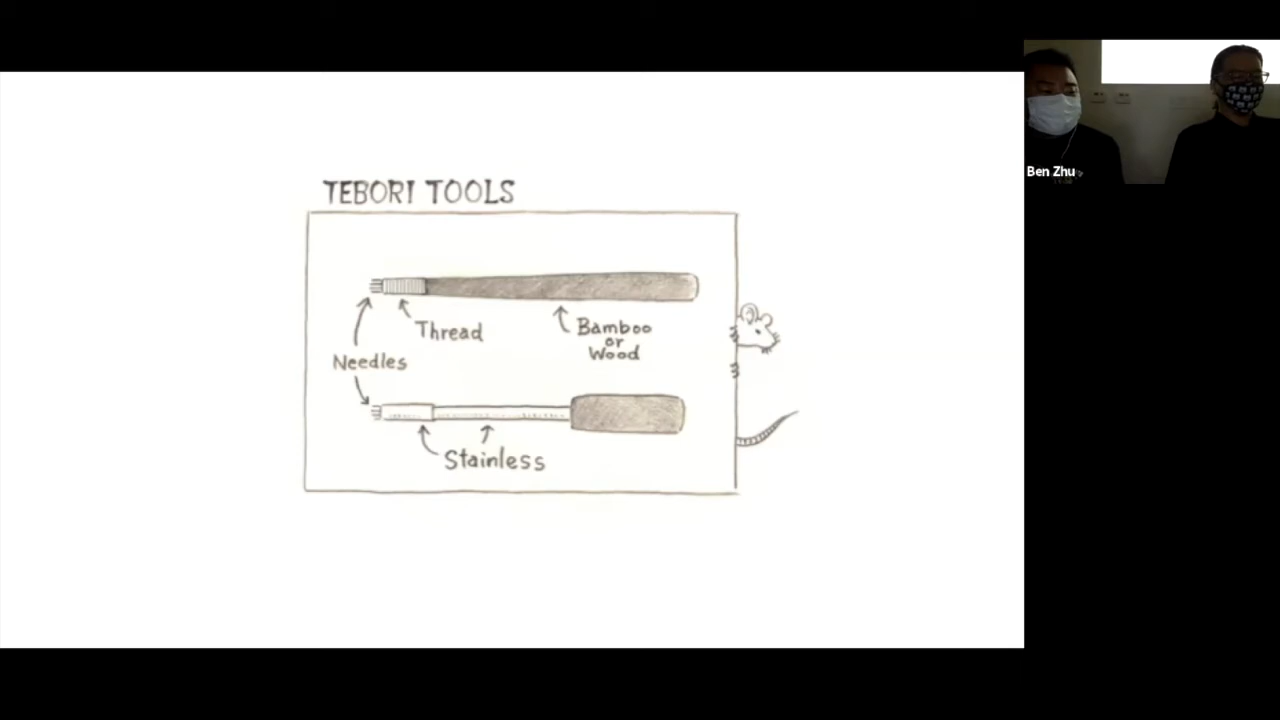 TEBORI TOOLS
Thread
Bamboo
or
Wood
Needles
Stainless
Ben Zhu